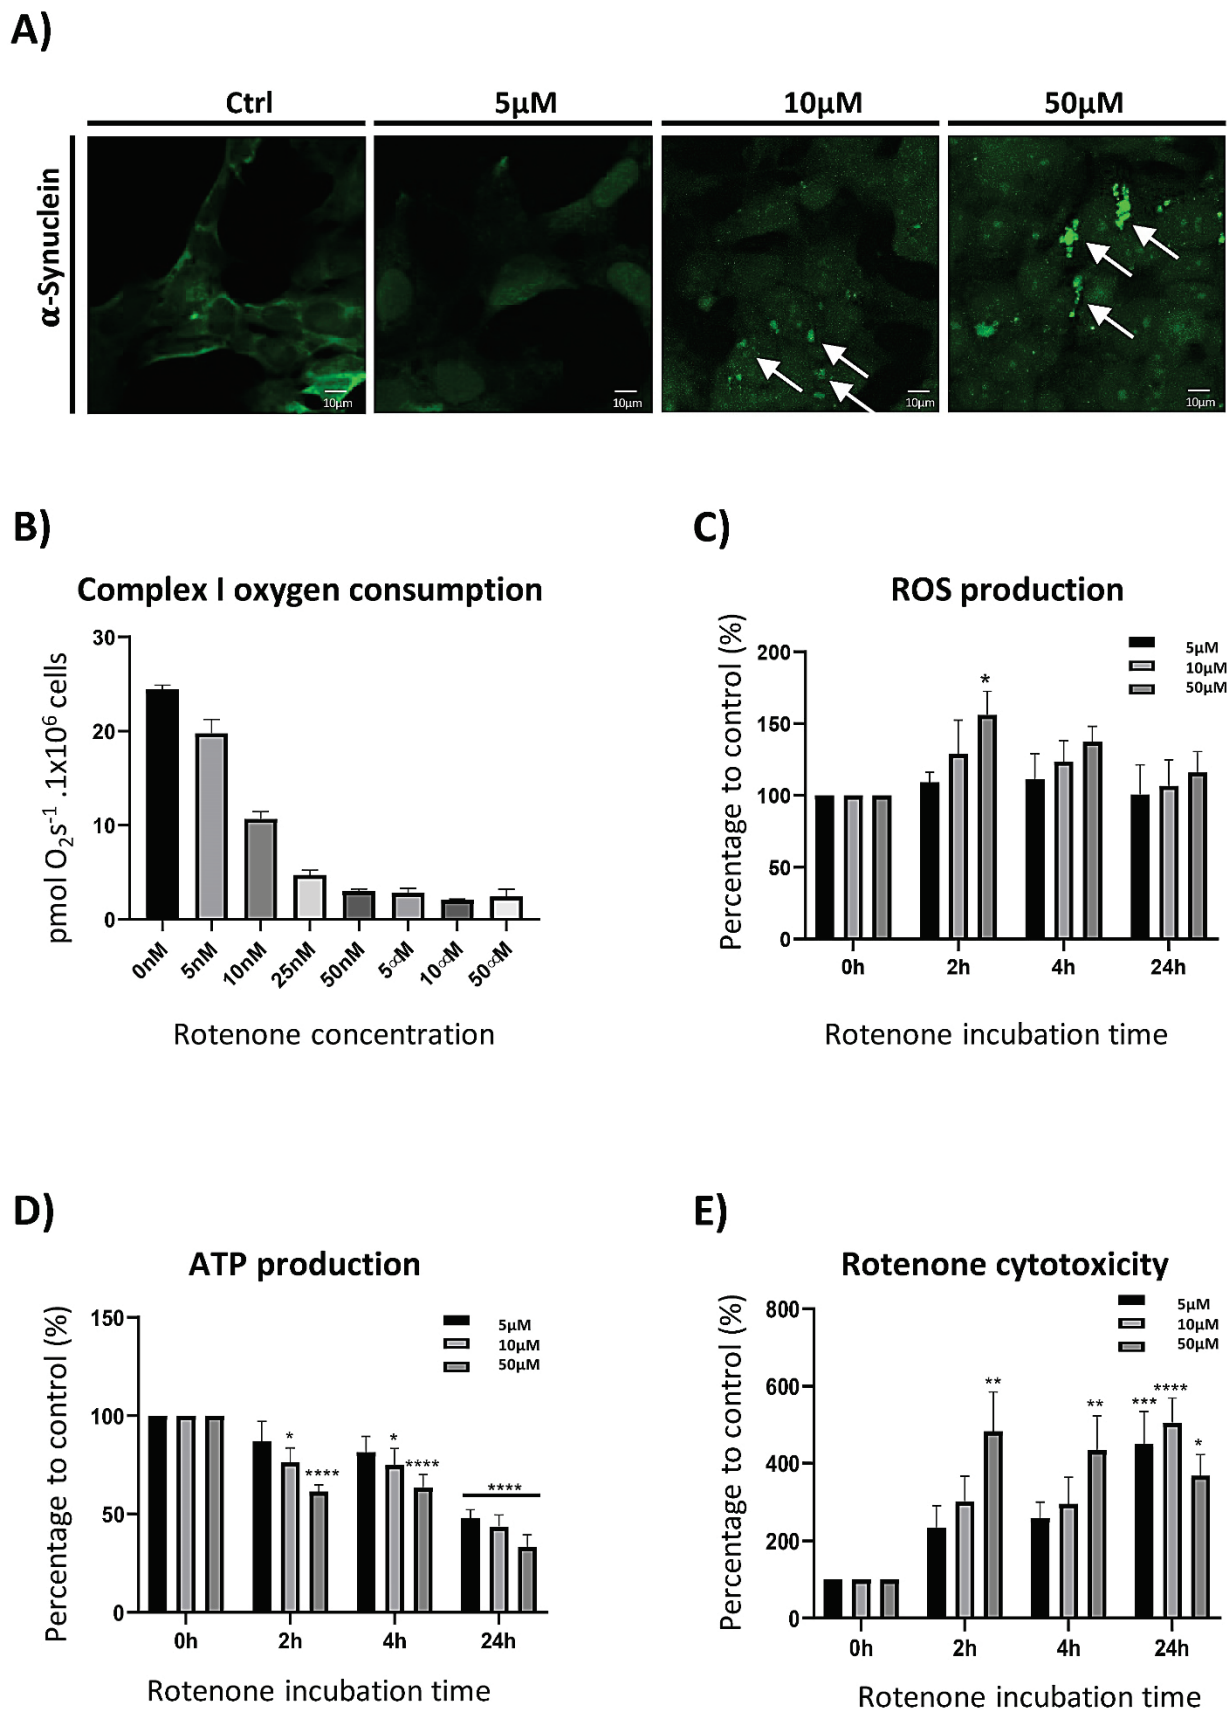 A)
Ctrl 5µM 10µM 50µM
α-Synuclein
10µm 10µm 10µm 10µm
B)
Complex I oxygen consumption
pmol O₂s⁻¹ .1x10⁶ cells
30
20
10
0
0nM 5nM 10nM 25nM 50nM 5∝M 10∝M 50∝M
Rotenone concentration
C)
ROS production
Percentage to control (%)
200
150
100
50
0
5µM
10µM
50µM
*
0h 2h 4h 24h
Rotenone incubation time
D)
ATP production
Percentage to control (%)
150
100
50
0
5µM
10µM
50µM
* **** * **** ****
0h 2h 4h 24h
Rotenone incubation time
E)
Rotenone cytotoxicity
Percentage to control (%)
800
600
400
200
0
5µM
10µM
50µM
** ** *** **** *
0h 2h 4h 24h
Rotenone incubation time